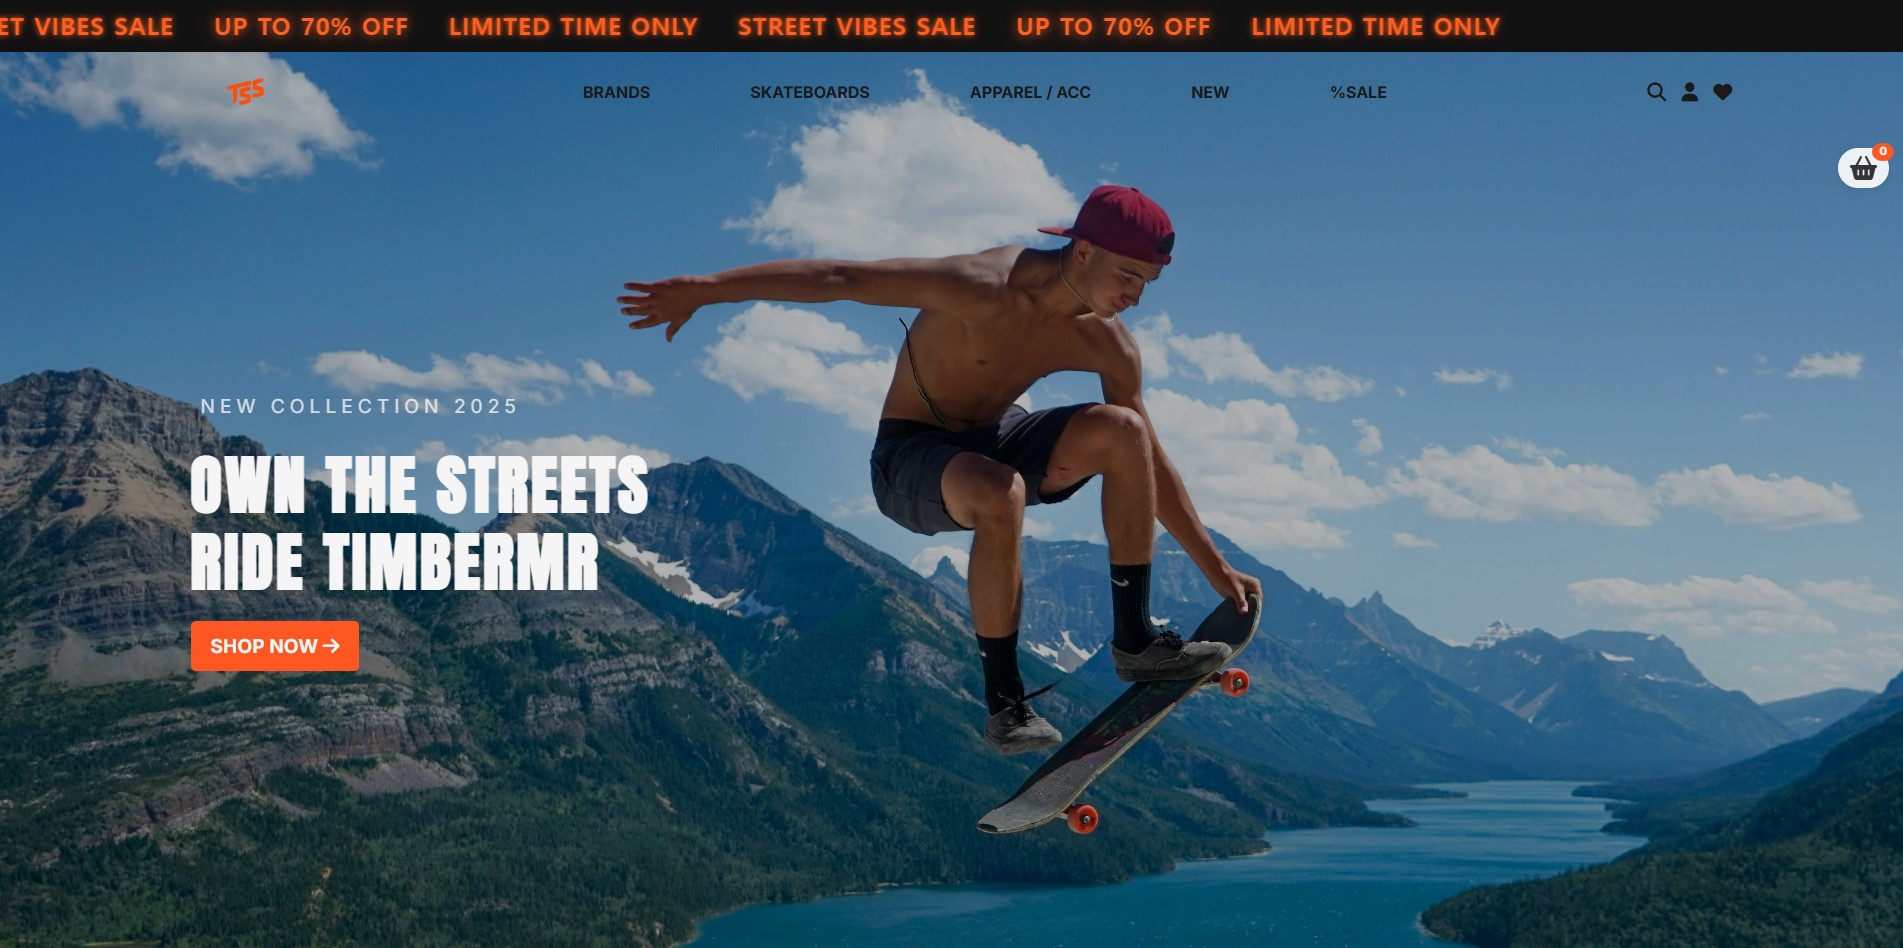 ET VIBES SALE UP TO 70% OFF LIMITED TIME ONLY STREET VIBES SALE UP TO 70% OFF LIMITED TIME ONLY
TSS BRANDS SKATEBOARDS APPAREL / ACC NEW %SALE
0
NEW COLLECTION 2025
OWN THE STREETS
RIDE TIMBERMR
SHOP NOW →